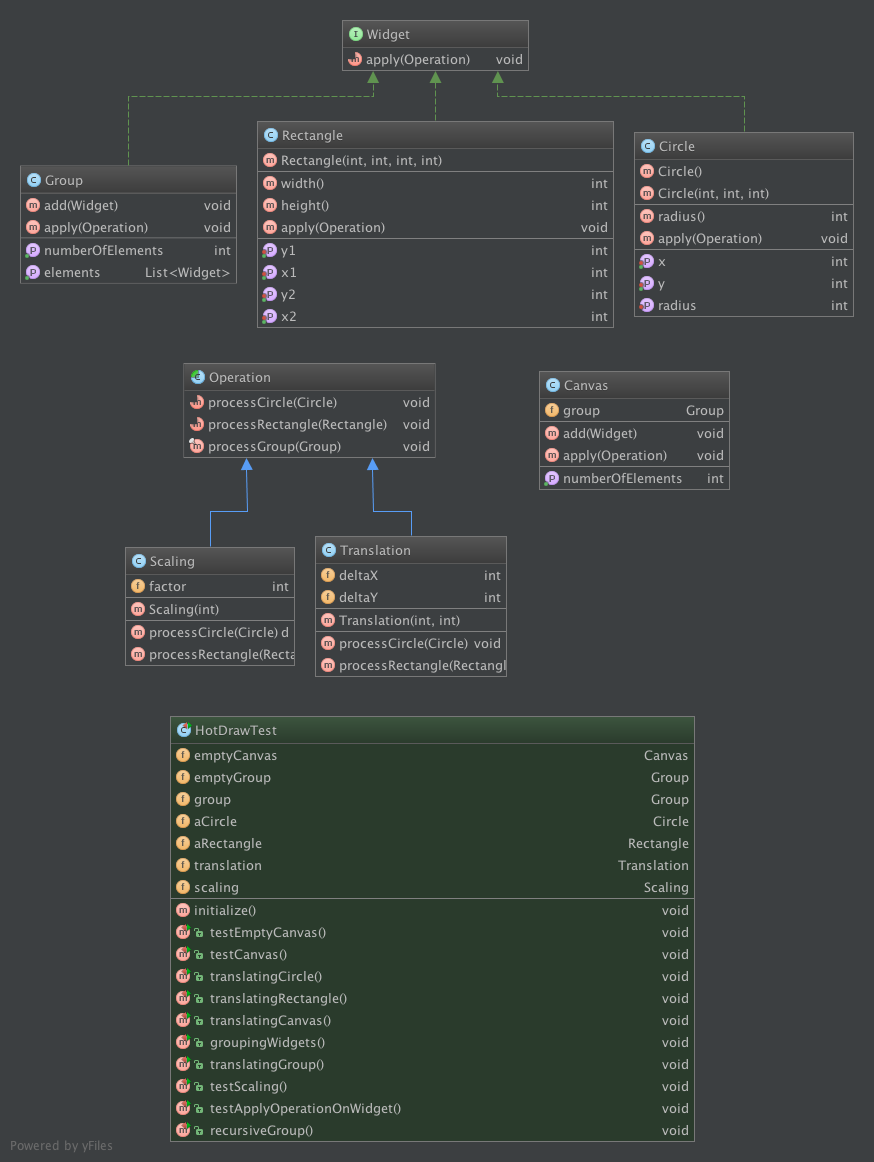 Widget
apply(Operation) void
Rectangle
Rectangle(int, int, int, int)
width() int
height() int
apply(Operation) void
y1 int
x1 int
y2 int
x2 int
Circle
Circle()
Circle(int, int, int)
radius() int
apply(Operation) void
x int
y int
radius int
Group
add(Widget) void
apply(Operation) void
numberOfElements int
elements List<Widget>
Operation
processCircle(Circle) void
processRectangle(Rectangle) void
processGroup(Group) void
Canvas
group Group
add(Widget) void
apply(Operation) void
numberOfElements int
Scaling
factor int
Scaling(int)
processCircle(Circle) d
processRectangle(Recta
Translation
deltaX int
deltaY int
Translation(int, int)
processCircle(Circle) void
processRectangle(Rectangl
HotDrawTest
emptyCanvas Canvas
emptyGroup Group
group Group
aCircle Circle
aRectangle Rectangle
translation Translation
scaling Scaling
initialize() void
testEmptyCanvas() void
testCanvas() void
translatingCircle() void
translatingRectangle() void
translatingCanvas() void
groupingWidgets() void
translatingGroup() void
testScaling() void
testApplyOperationOnWidget() void
recursiveGroup() void
Powered by yFiles